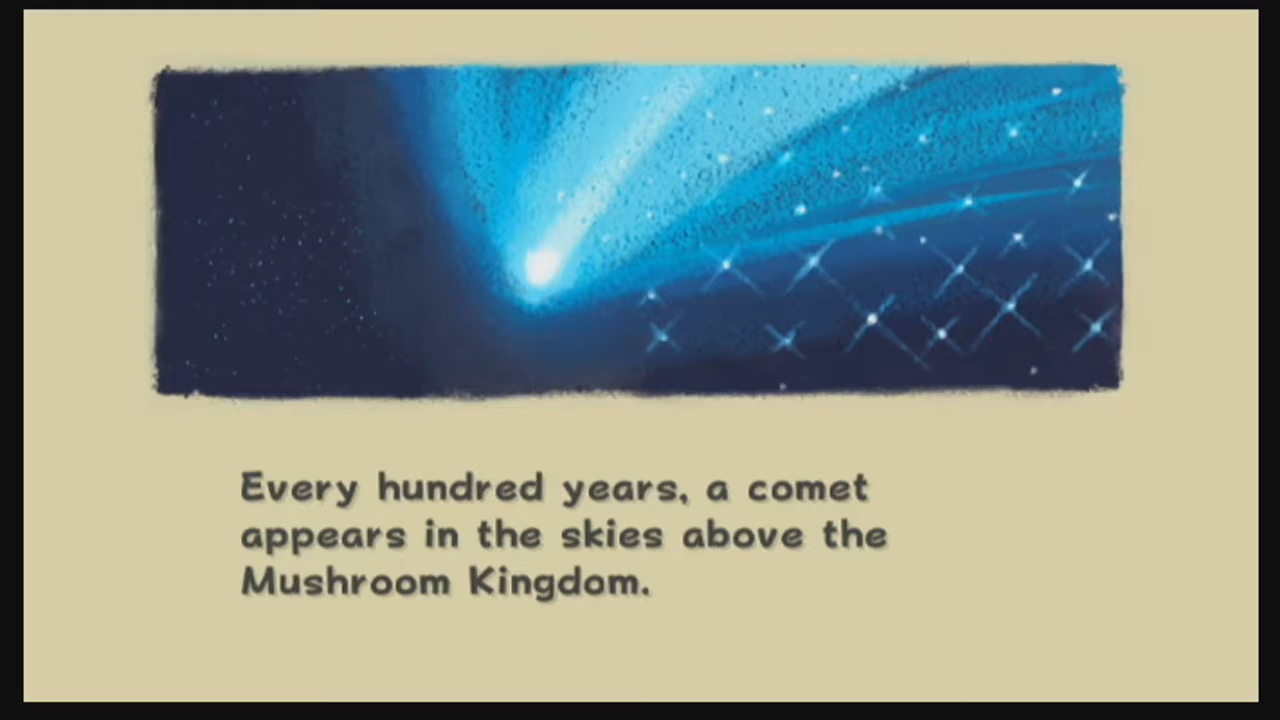 Every hundred years, a comet
appears in the skies above the
Mushroom Kingdom.